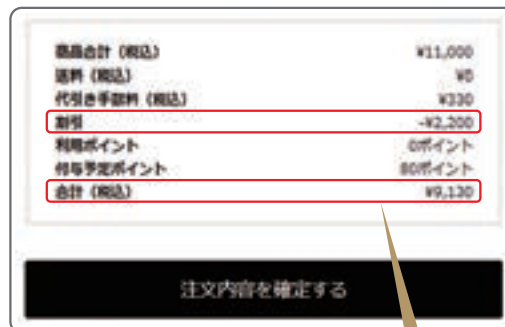 商品合計（税込） ¥11,000
送料（税込） ¥0
代引き手数料（税込） ¥330
割引 -¥2,200
利用ポイント 0ポイント
付与予定ポイント 80ポイント
合計（税込） ¥9,130
注文内容を確定する